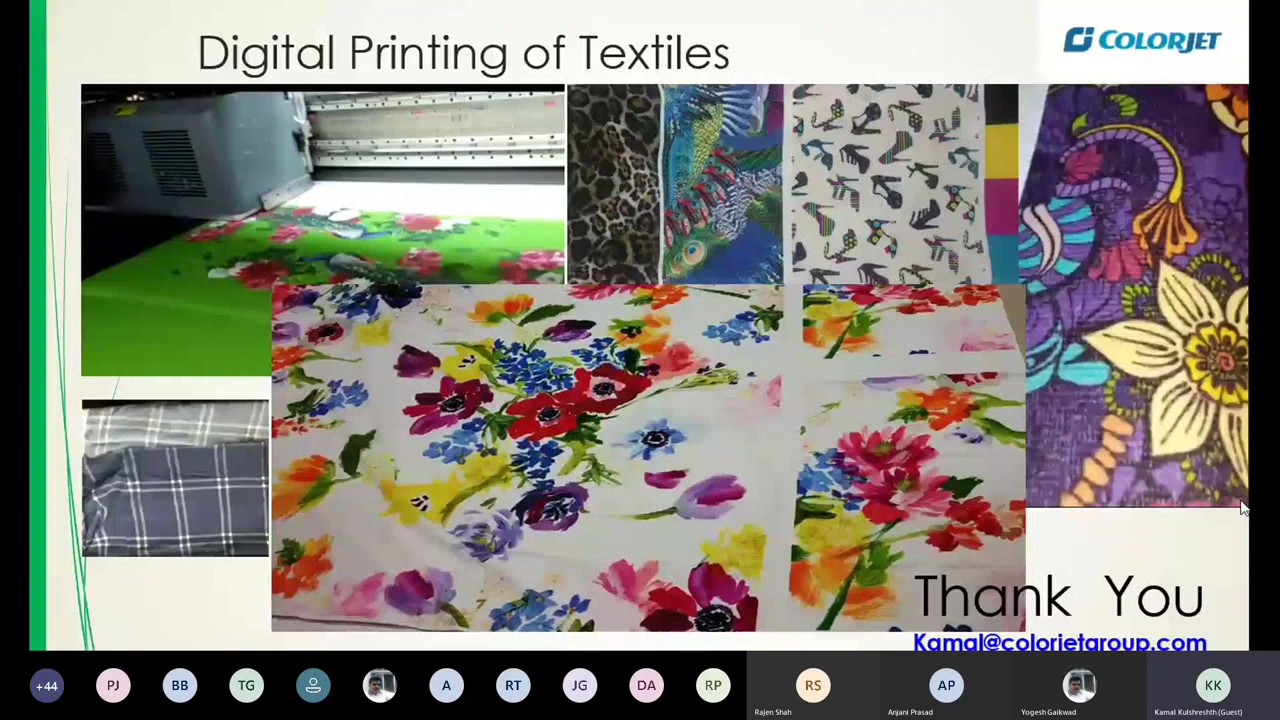 Digital Printing of Textiles
COLORJET
Thank You
Kamal@colorjetgroup.com
+44
PJ
BB
TG
A
RT
JG
DA
RP
RS
AP
KK
Rajen Shah
Anjani Prasad
Yogesh Gaikwad
Kamal Kulshreshth (Guest)